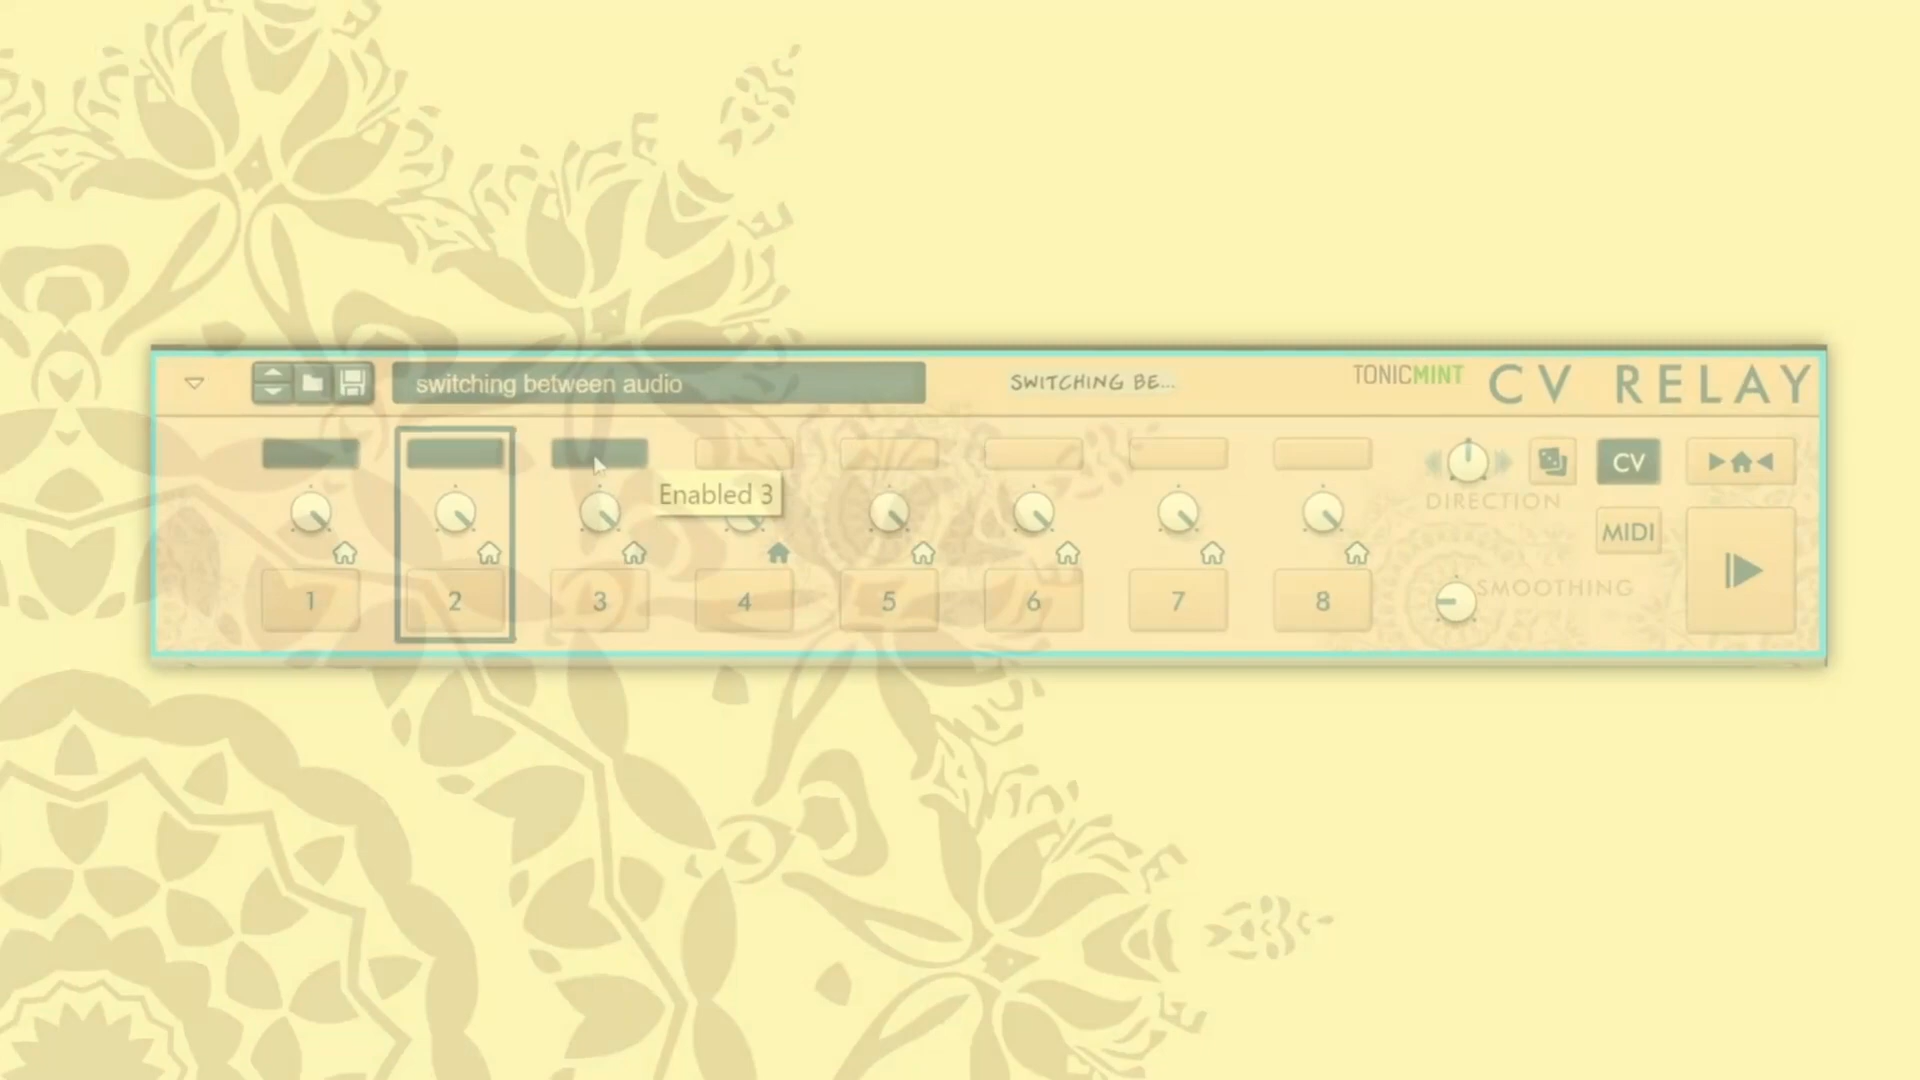 switching between audio
SWITCHING BE...
TONICMINT
CV RELAY
Enabled 3
CV
DIRECTION
MIDI
SMOOTHING
1 2 3 4 5 6 7 8